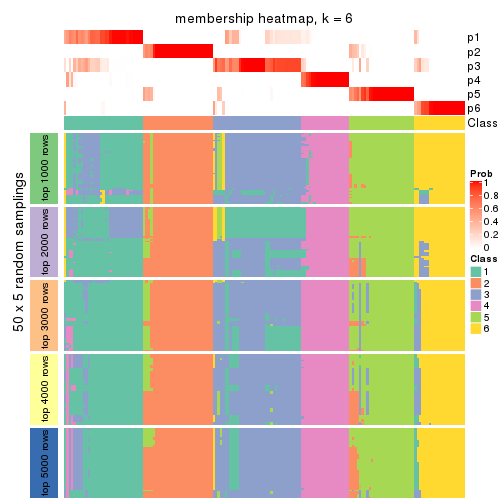 membership heatmap, k = 6
p1
p2
p3
p4
p5
p6
Class
50 x 5 random samplings
top 1000 rows
top 2000 rows
top 3000 rows
top 4000 rows
top 5000 rows
Prob
1
0.8
0.6
0.4
0.2
0
Class
1
2
3
4
5
6